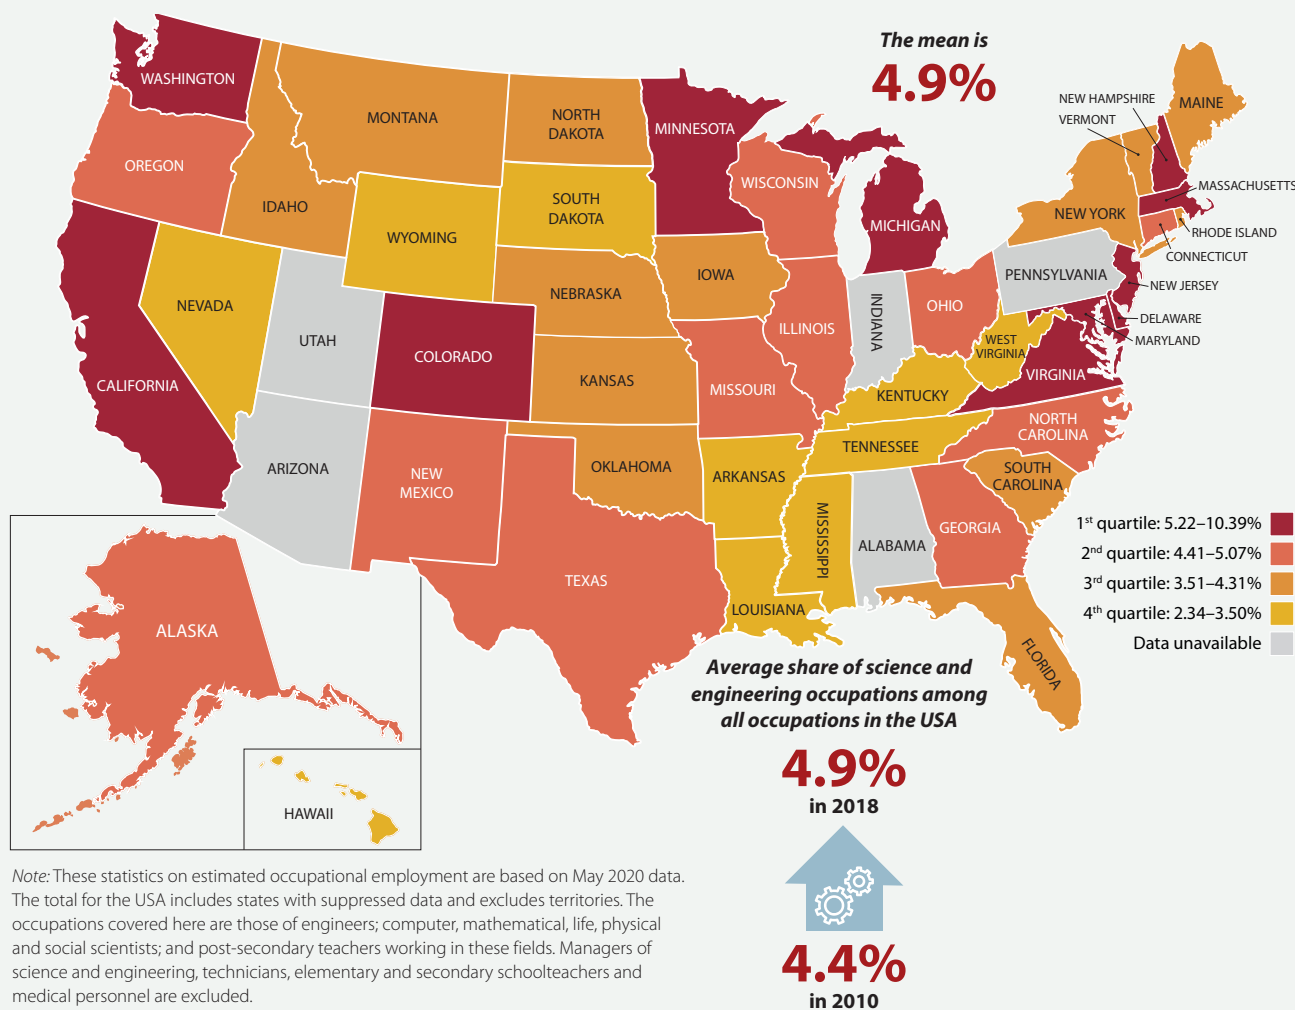 The mean is
4.9%
WASHINGTON
OREGON
CALIFORNIA
NEVADA
IDAHO
MONTANA
WYOMING
UTAH
ARIZONA
COLORADO
NEW
MEXICO
NORTH
DAKOTA
SOUTH
DAKOTA
NEBRASKA
KANSAS
OKLAHOMA
TEXAS
MINNESOTA
IOWA
MISSOURI
ARKANSAS
LOUISIANA
WISCONSIN
ILLINOIS
MICHIGAN
INDIANA
OHIO
KENTUCKY
TENNESSEE
MISSISSIPPI
ALABAMA
GEORGIA
FLORIDA
SOUTH
CAROLINA
NORTH
CAROLINA
VIRGINIA
WEST
VIRGINIA
PENNSYLVANIA
NEW YORK
NEW HAMPSHIRE
VERMONT
MAINE
MASSACHUSETTS
RHODE ISLAND
CONNECTICUT
NEW JERSEY
DELAWARE
MARYLAND
ALASKA
HAWAII
1st quartile: 5.22–10.39%
2nd quartile: 4.41–5.07%
3rd quartile: 3.51–4.31%
4th quartile: 2.34–3.50%
Data unavailable
Average share of science and
engineering occupations among
all occupations in the USA
4.9%
in 2018
4.4%
in 2010
Note: These statistics on estimated occupational employment are based on May 2020 data.
The total for the USA includes states with suppressed data and excludes territories. The
occupations covered here are those of engineers; computer, mathematical, life, physical
and social scientists; and post-secondary teachers working in these fields. Managers of
science and engineering, technicians, elementary and secondary schoolteachers and
medical personnel are excluded.